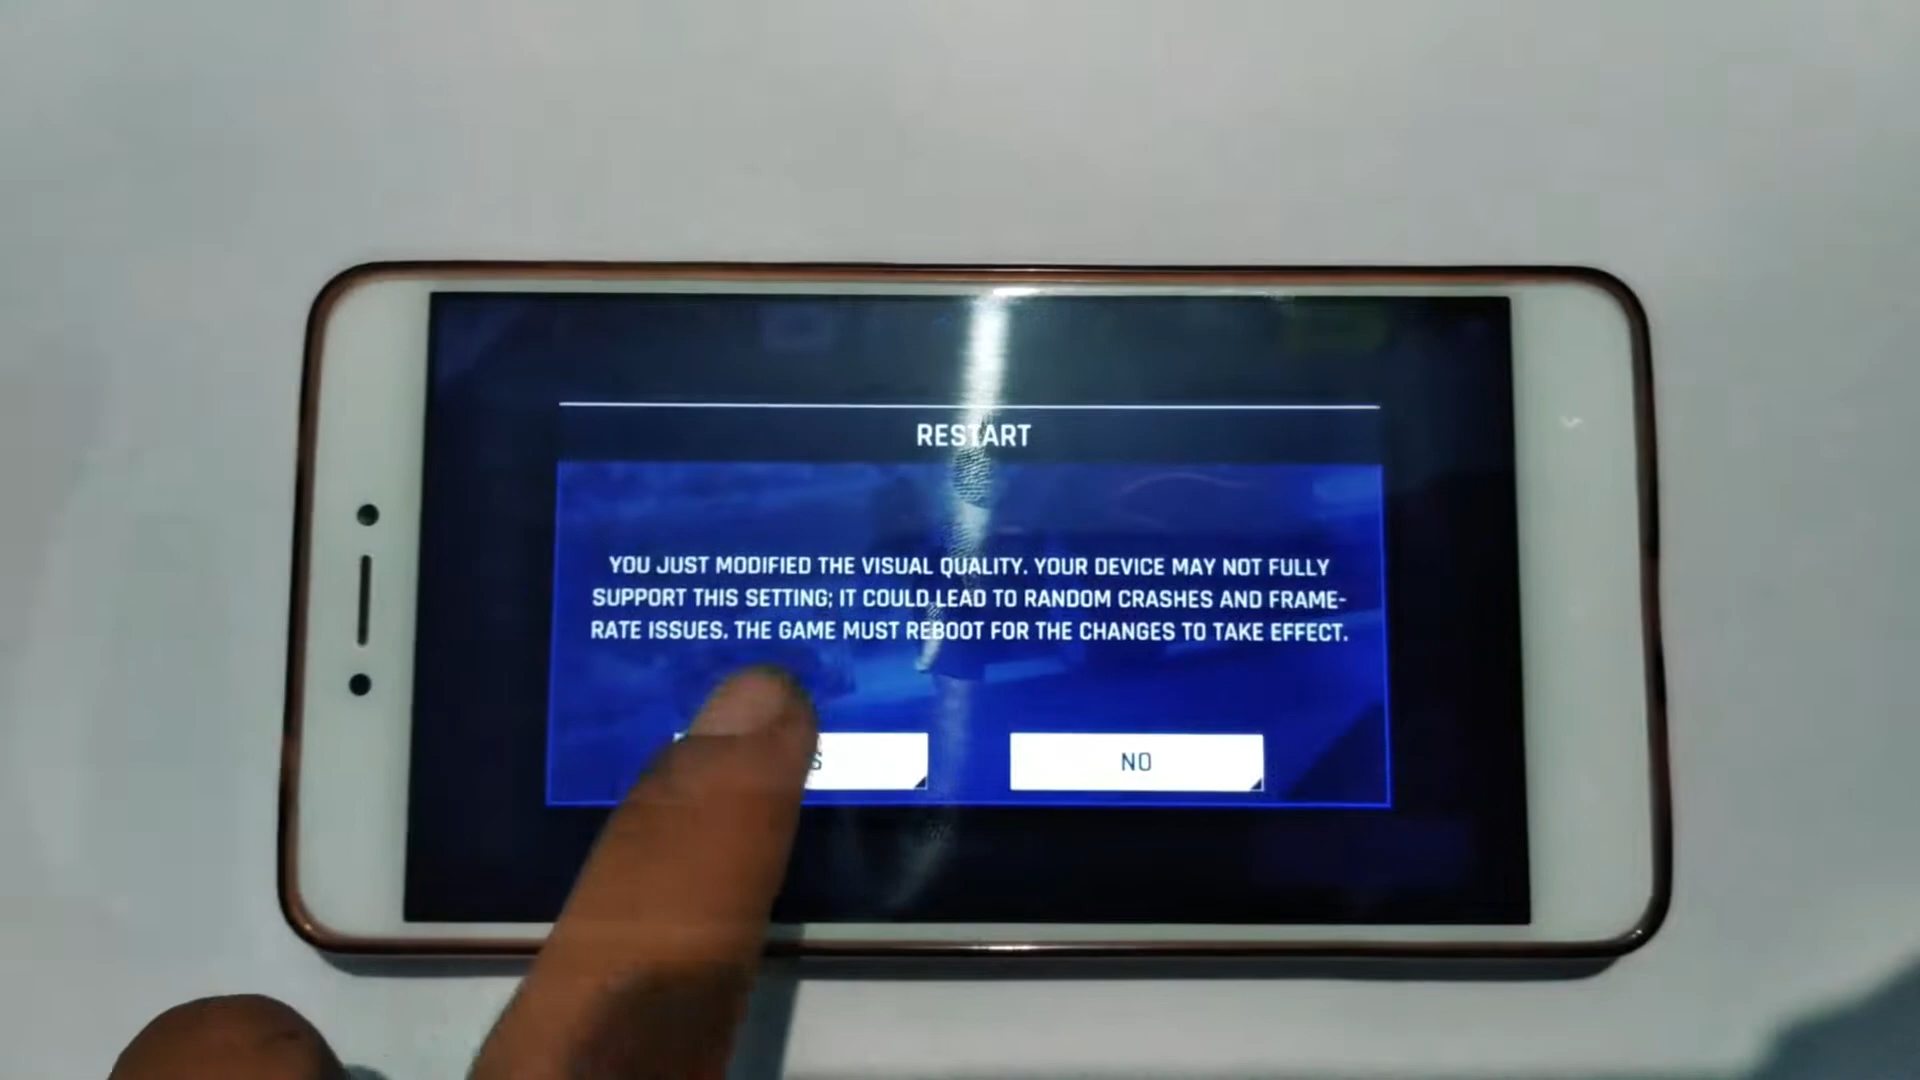 RESTART
YOU JUST MODIFIED THE VISUAL QUALITY. YOUR DEVICE MAY NOT FULLY
SUPPORT THIS SETTING; IT COULD LEAD TO RANDOM CRASHES AND FRAME-
RATE ISSUES. THE GAME MUST REBOOT FOR THE CHANGES TO TAKE EFFECT.
NO